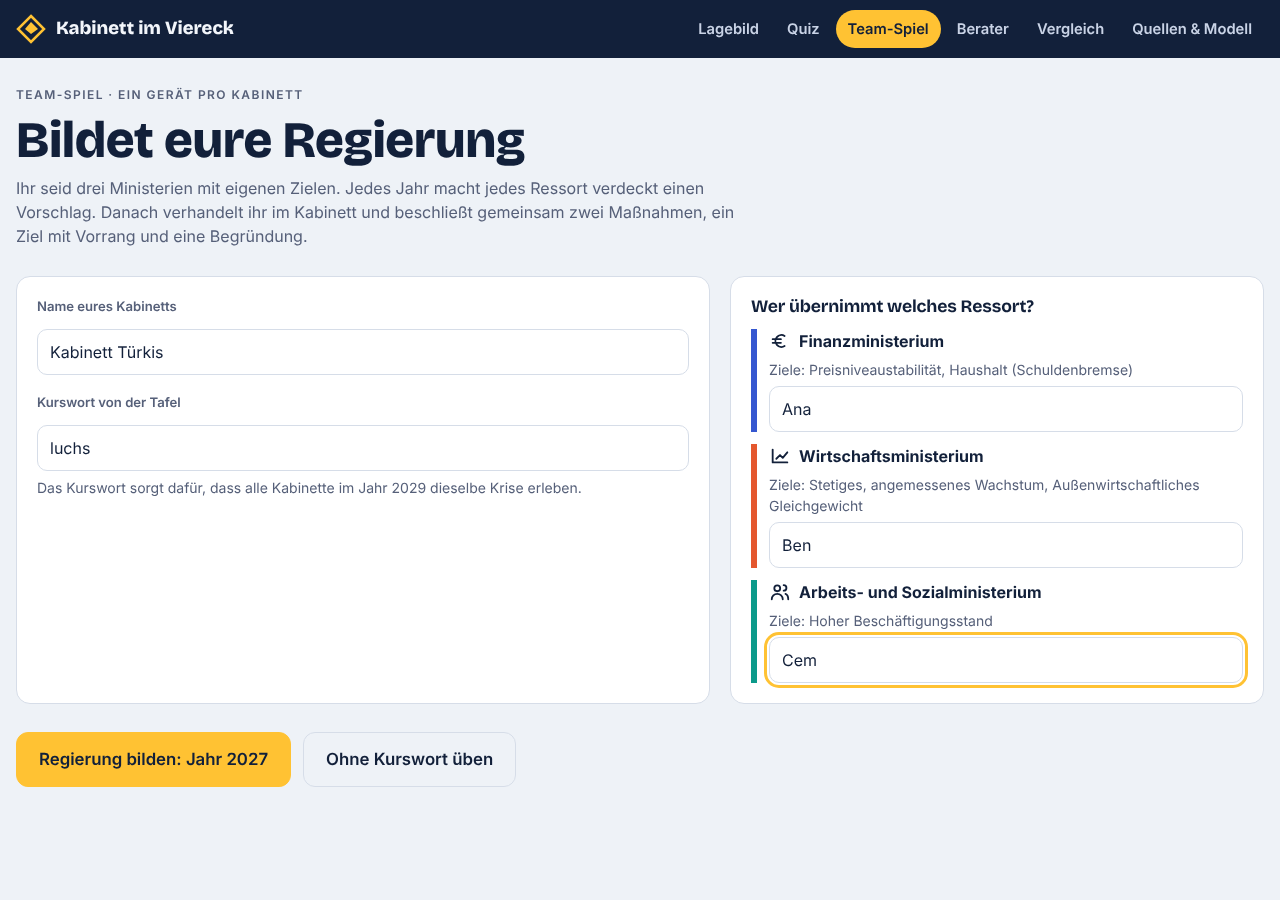 Kabinett im Viereck
Lagebild
Quiz
Team-Spiel
Berater
Vergleich
Quellen & Modell
TEAM-SPIEL · EIN GERÄT PRO KABINETT
Bildet eure Regierung
Ihr seid drei Ministerien mit eigenen Zielen. Jedes Jahr macht jedes Ressort verdeckt einen
Vorschlag. Danach verhandelt ihr im Kabinett und beschließt gemeinsam zwei Maßnahmen, ein
Ziel mit Vorrang und eine Begründung.
Name eures Kabinetts
Kabinett Türkis
Kurswort von der Tafel
luchs
Das Kurswort sorgt dafür, dass alle Kabinette im Jahr 2029 dieselbe Krise erleben.
Wer übernimmt welches Ressort?
Finanzministerium
Ziele: Preisniveaustabilität, Haushalt (Schuldenbremse)
Ana
Wirtschaftsministerium
Ziele: Stetiges, angemessenes Wachstum, Außenwirtschaftliches
Gleichgewicht
Ben
Arbeits- und Sozialministerium
Ziele: Hoher Beschäftigungsstand
Cem
Regierung bilden: Jahr 2027
Ohne Kurswort üben